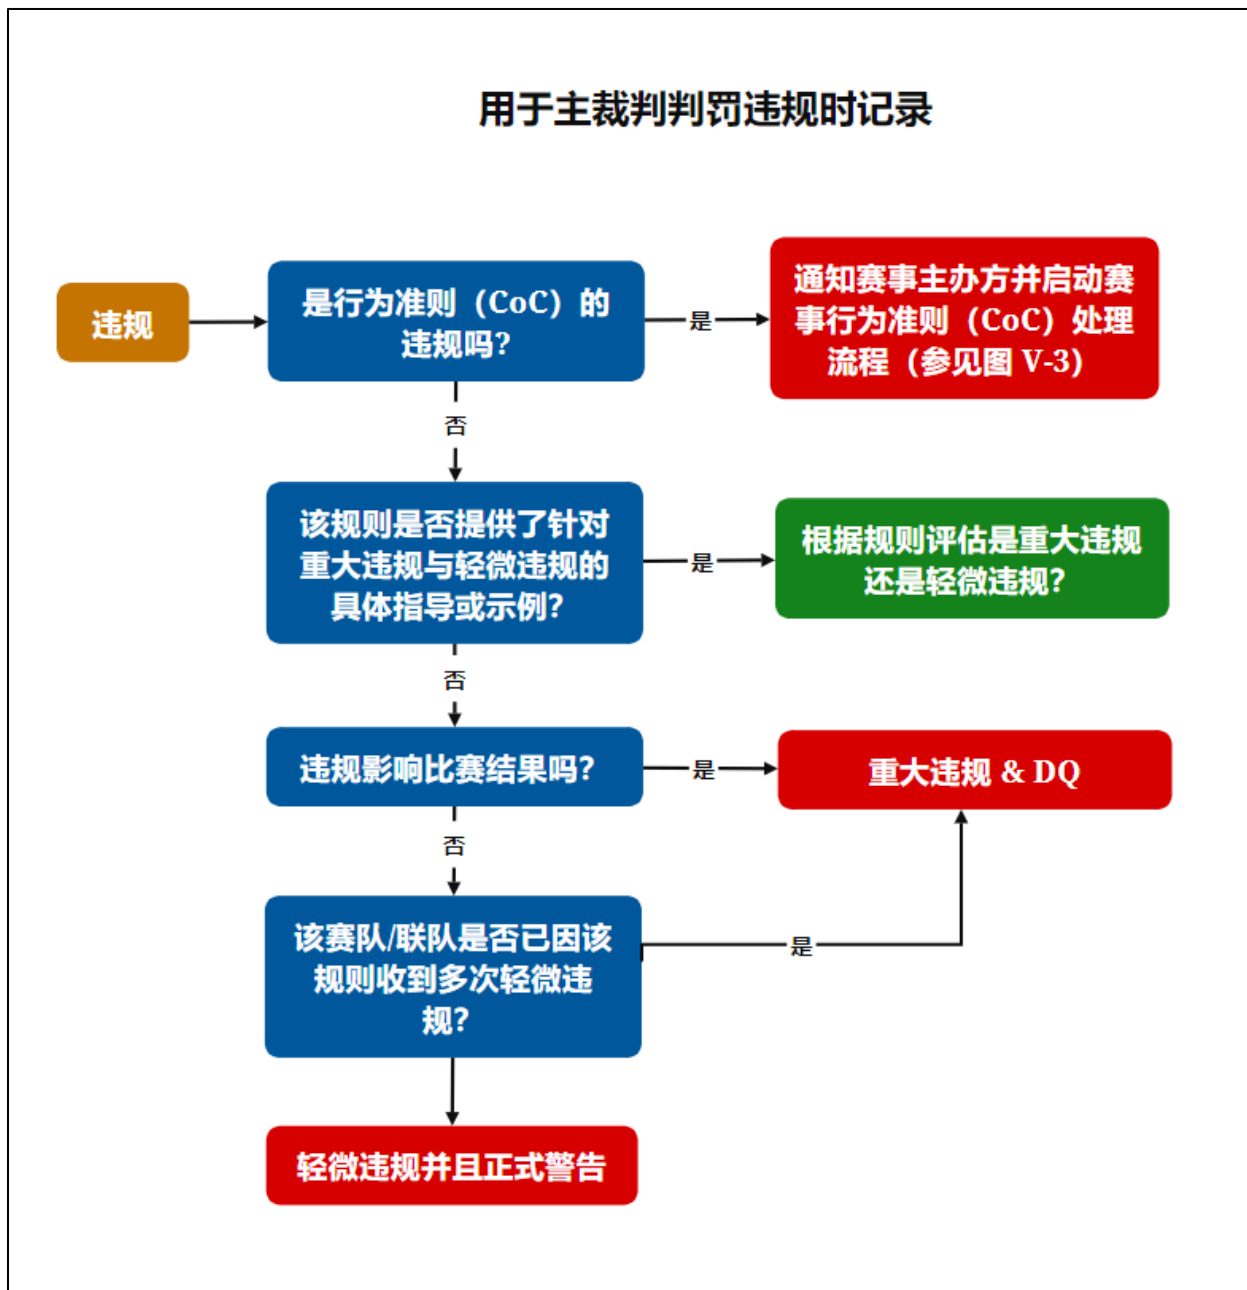 用于主裁判判罚违规时记录
违规
是行为准则（CoC）的
违规吗？
是
通知赛事主办方并启动赛
事行为准则（CoC）处理
流程（参见图 V-3）
否
该规则是否提供了针对
重大违规与轻微违规的
具体指导或示例？
是
根据规则评估是重大违规
还是轻微违规？
否
违规影响比赛结果吗？
是
重大违规 & DQ
否
该赛队/联队是否已因该
规则收到多次轻微违
规？
是
轻微违规并且正式警告